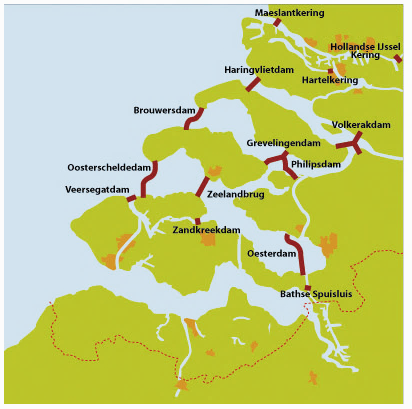 Maeslantkering
Hollandse IJssel
Kering
Haringvlietdam
Hartelkering
Brouwersdam
Volkerakdam
Grevelingendam
Philipsdam
Oosterscheldedam
Veersegatdam
Zeelandbrug
Zandkreekdam
Oesterdam
Bathse Spuisluis